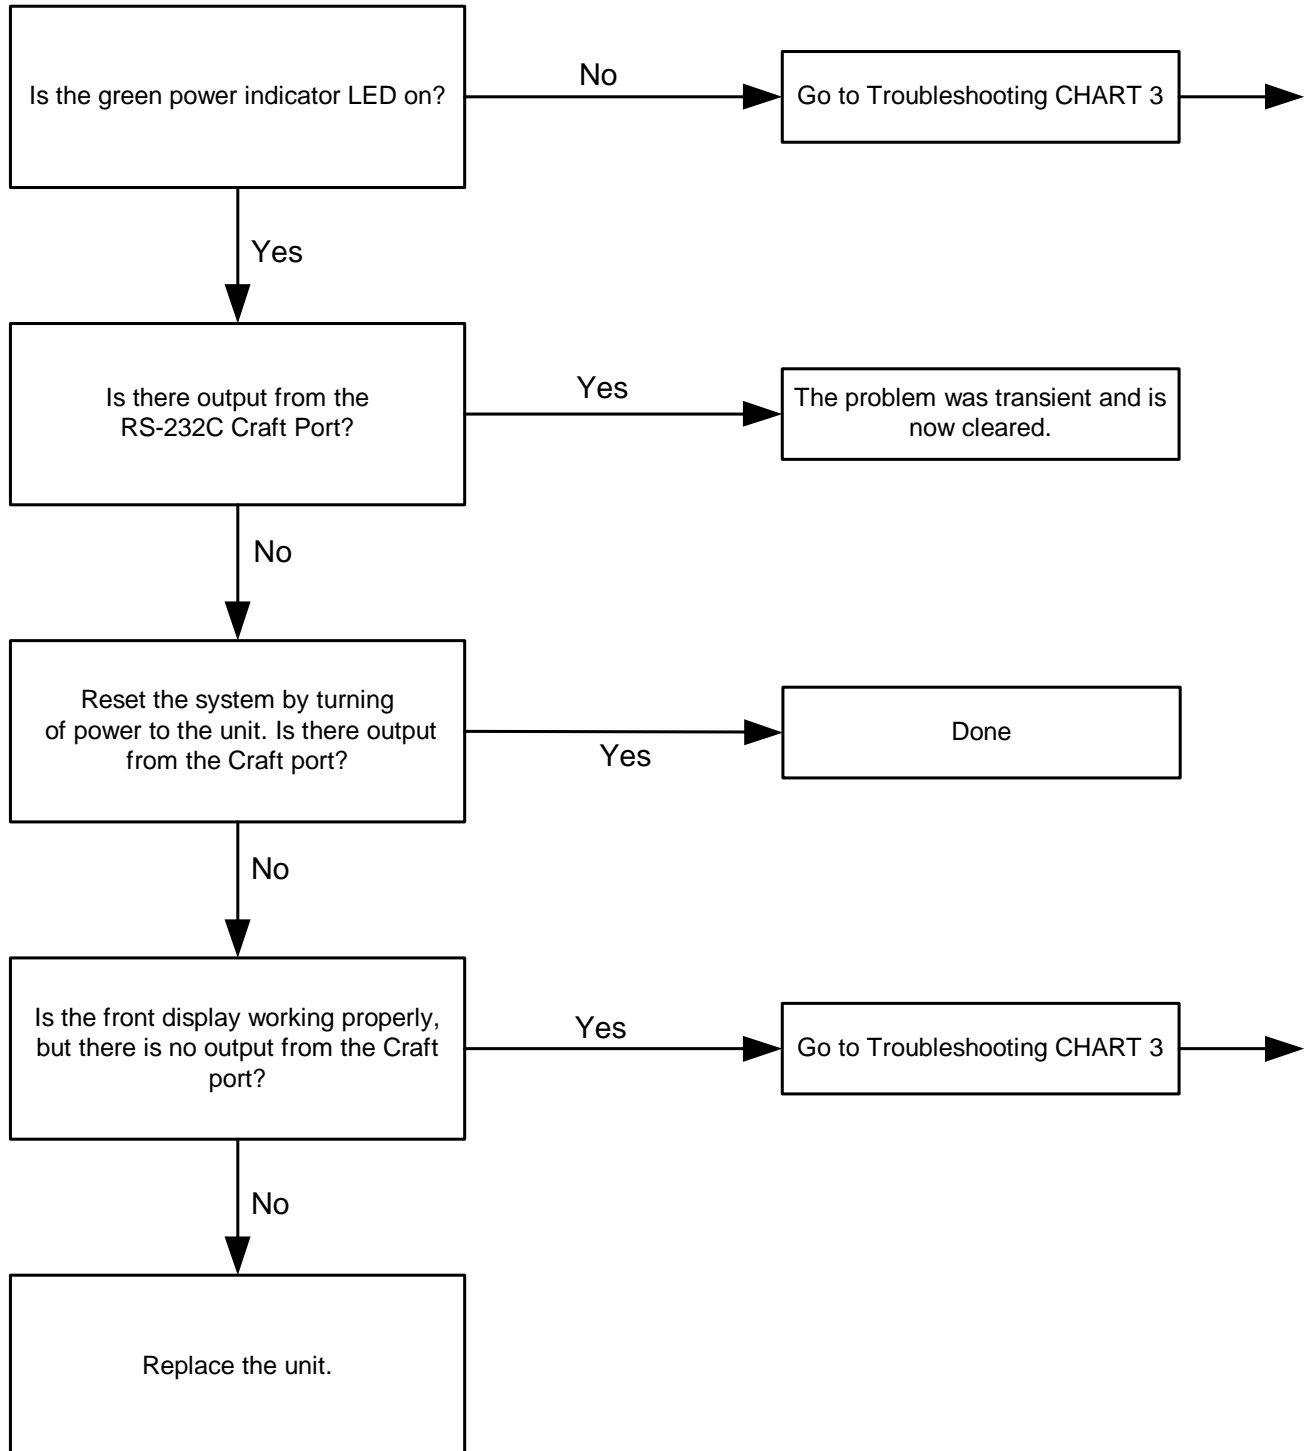 Is the green power indicator LED on?
No
Go to Troubleshooting CHART 3
Yes
Is there output from the
RS-232C Craft Port?
Yes
The problem was transient and is
now cleared.
No
Reset the system by turning
of power to the unit. Is there output
from the Craft port?
Yes
Done
No
Is the front display working properly,
but there is no output from the Craft
port?
Yes
Go to Troubleshooting CHART 3
No
Replace the unit.